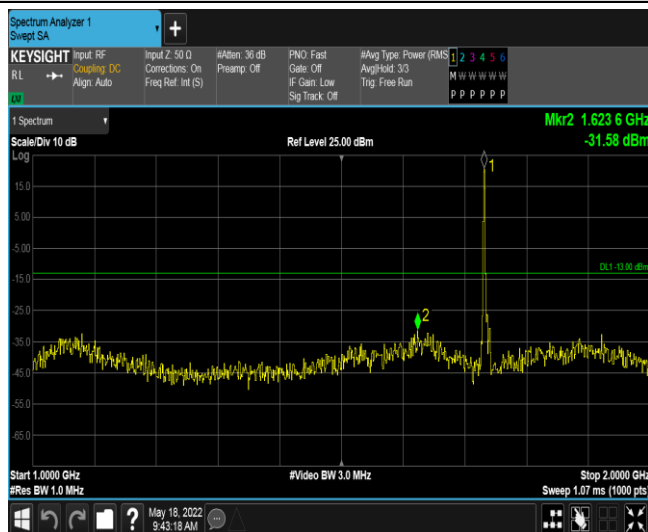 Spectrum Analyzer 1
Swept SA
+
KEYSIGHT Input: RF Input Z: 50 Ω #Atten: 36 dB PNO: Fast #Avg Type: Power (RMS 1 2 3 4 5 6
RL Coupling: DC Corrections: On Preamp: Off Gate: Off Avg|Hold: 3/3 M W W W W W
Align: Auto Freq Ref: Int (S) IF Gain: Low Trig: Free Run
Sig Track: Off P P P P P P
1 Spectrum Mkr2 1.623 6 GHz
Scale/Div 10 dB Ref Level 25.00 dBm -31.58 dBm
Log
1
15.0
5.00
-5.00
DL1 -13.00 dBm
-15.0
-25.0
2
-35.0
-45.0
-55.0
-65.0
Start 1.0000 GHz #Video BW 3.0 MHz Stop 2.0000 GHz
#Res BW 1.0 MHz Sweep 1.07 ms (1000 pts)
? May 18, 2022
9:43:18 AM